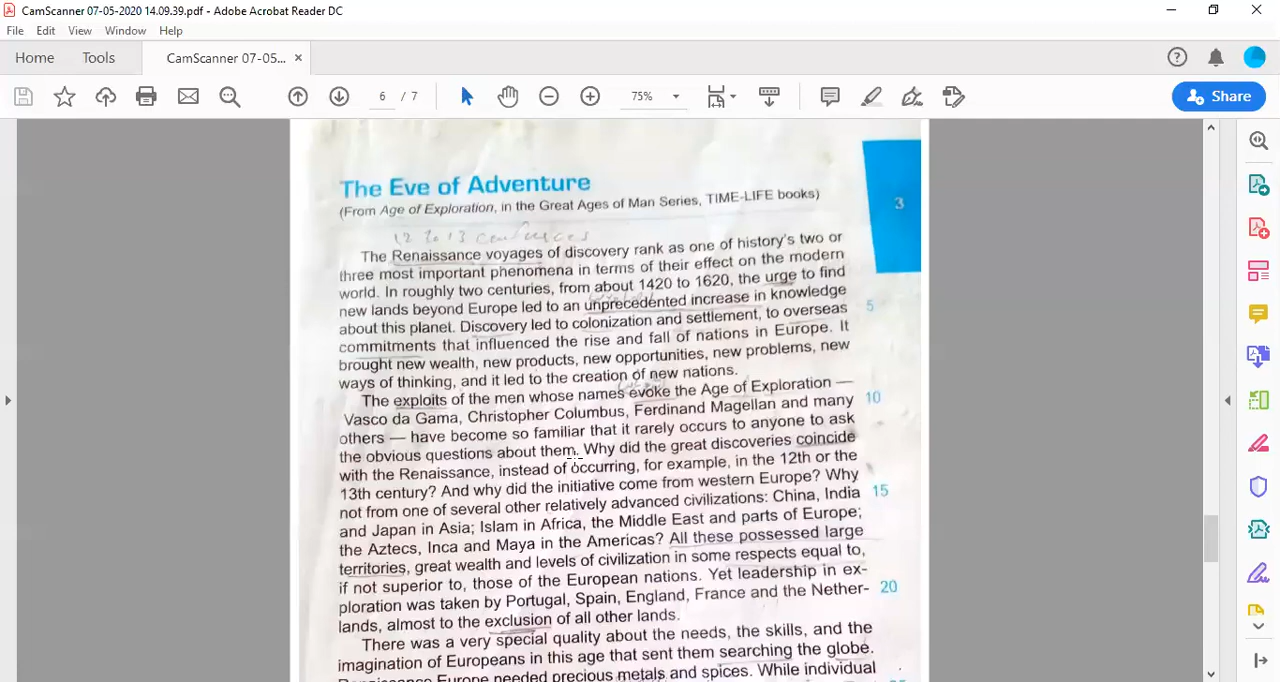 CamScanner 07-05-2020 14.09.39.pdf - Adobe Acrobat Reader DC
File Edit View Window Help
Home Tools CamScanner 07-05... ×
6 / 7 75% Share
The Eve of Adventure
(From Age of Exploration, in the Great Ages of Man Series, TIME-LIFE books)
3
12 to 13 centuries
The Renaissance voyages of discovery rank as one of history's two or
three most important phenomena in terms of their effect on the modern
world. In roughly two centuries, from about 1420 to 1620, the urge to find
new lands beyond Europe led to an unprecedented increase in knowledge
about this planet. Discovery led to colonization and settlement, to overseas 5
commitments that influenced the rise and fall of nations in Europe. It
brought new wealth, new products, new opportunities, new problems, new
ways of thinking, and it led to the creation of new nations.
The exploits of the men whose names evoke the Age of Exploration —
Vasco da Gama, Christopher Columbus, Ferdinand Magellan and many 10
others — have become so familiar that it rarely occurs to anyone to ask
the obvious questions about them. Why did the great discoveries coincide
with the Renaissance, instead of occurring, for example, in the 12th or the
13th century? And why did the initiative come from western Europe? Why
not from one of several other relatively advanced civilizations: China, India 15
and Japan in Asia; Islam in Africa, the Middle East and parts of Europe;
the Aztecs, Inca and Maya in the Americas? All these possessed large
territories, great wealth and levels of civilization in some respects equal to,
if not superior to, those of the European nations. Yet leadership in ex-
ploration was taken by Portugal, Spain, England, France and the Nether- 20
lands, almost to the exclusion of all other lands.
There was a very special quality about the needs, the skills, and the
imagination of Europeans in this age that sent them searching the globe.
Renaissance Europe needed precious metals and spices. While individual